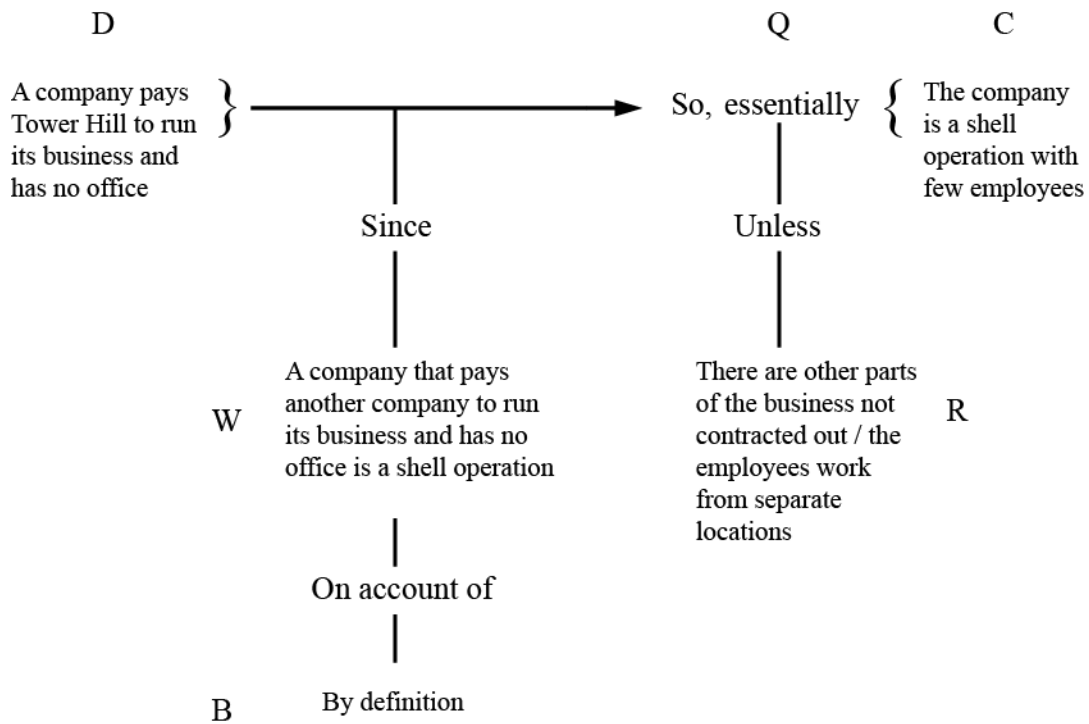 D
Q
C
A company pays
Tower Hill to run
its business and
has no office
So, essentially
The company
is a shell
operation with
few employees
Since
Unless
W
A company that pays
another company to run
its business and has no
office is a shell operation
There are other parts
of the business not
contracted out / the
employees work
from separate
locations
R
On account of
B
By definition